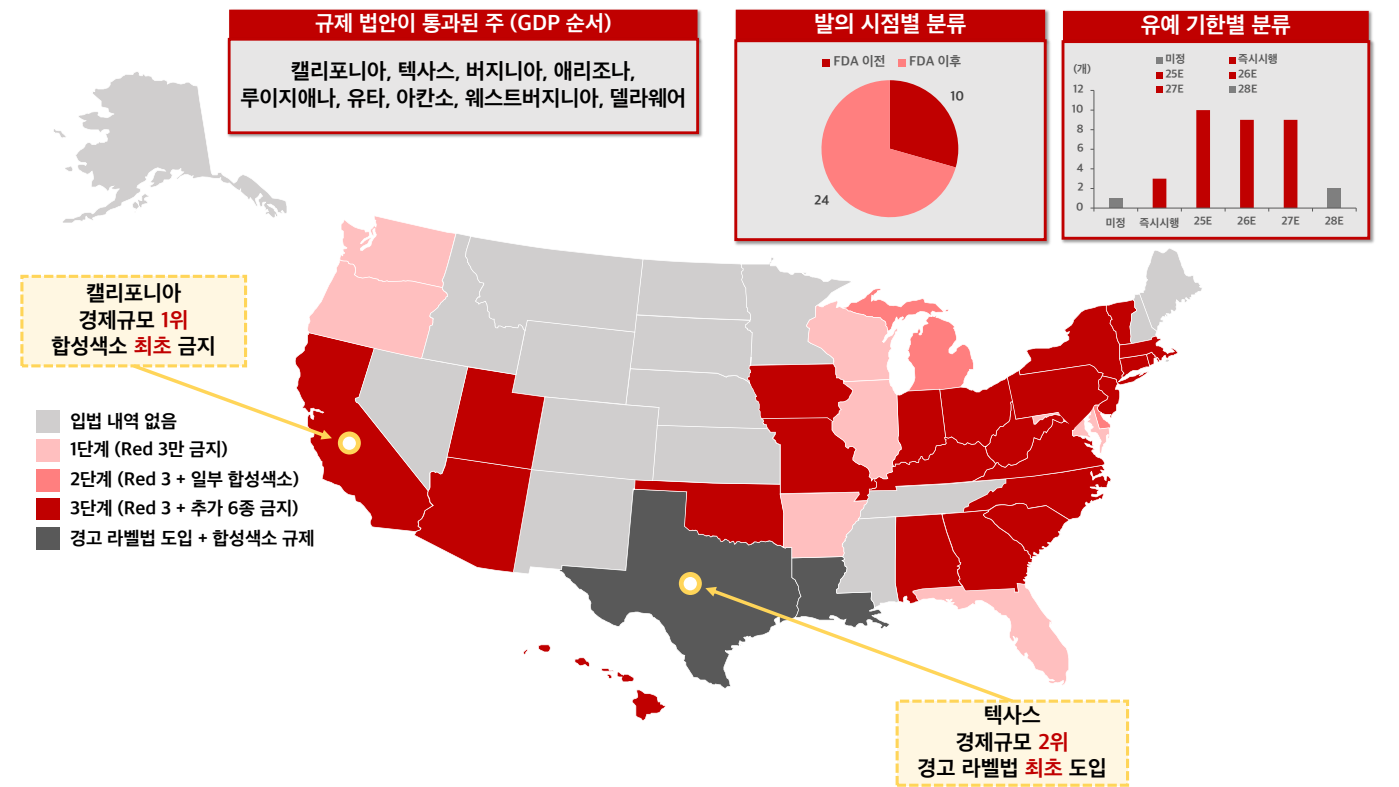 규제 법안이 통과된 주 (GDP 순서)
캘리포니아, 텍사스, 버지니아, 애리조나,
루이지애나, 유타, 아칸소, 웨스트버지니아, 델라웨어
발의 시점별 분류
FDA 이전 FDA 이후
10
24
유예 기한별 분류
(개)
미정 즉시시행
25E 26E
27E 28E
12
10
8
6
4
2
0
미정 즉시시행 25E 26E 27E 28E
캘리포니아
경제규모 1위
합성색소 최초 금지
입법 내역 없음
1단계 (Red 3만 금지)
2단계 (Red 3 + 일부 합성색소)
3단계 (Red 3 + 추가 6종 금지)
경고 라벨법 도입 + 합성색소 규제
텍사스
경제규모 2위
경고 라벨법 최초 도입